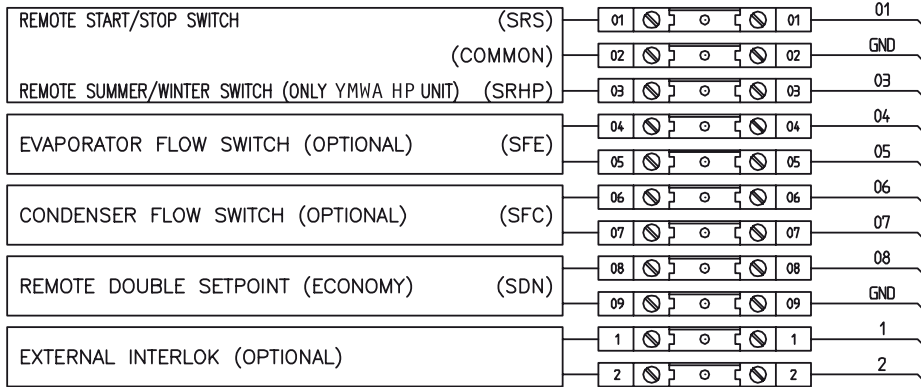 REMOTE START/STOP SWITCH (SRS) 01 01 01
(COMMON) 02 02 GND
REMOTE SUMMER/WINTER SWITCH (ONLY YMWA HP UNIT) (SRHP) 03 03 03
04 04 04
EVAPORATOR FLOW SWITCH (OPTIONAL) (SFE)
05 05 05
06 06 06
CONDENSER FLOW SWITCH (OPTIONAL) (SFC)
07 07 07
08 08 08
REMOTE DOUBLE SETPOINT (ECONOMY) (SDN)
09 09 GND
1 1 1
EXTERNAL INTERLOK (OPTIONAL)
2 2 2